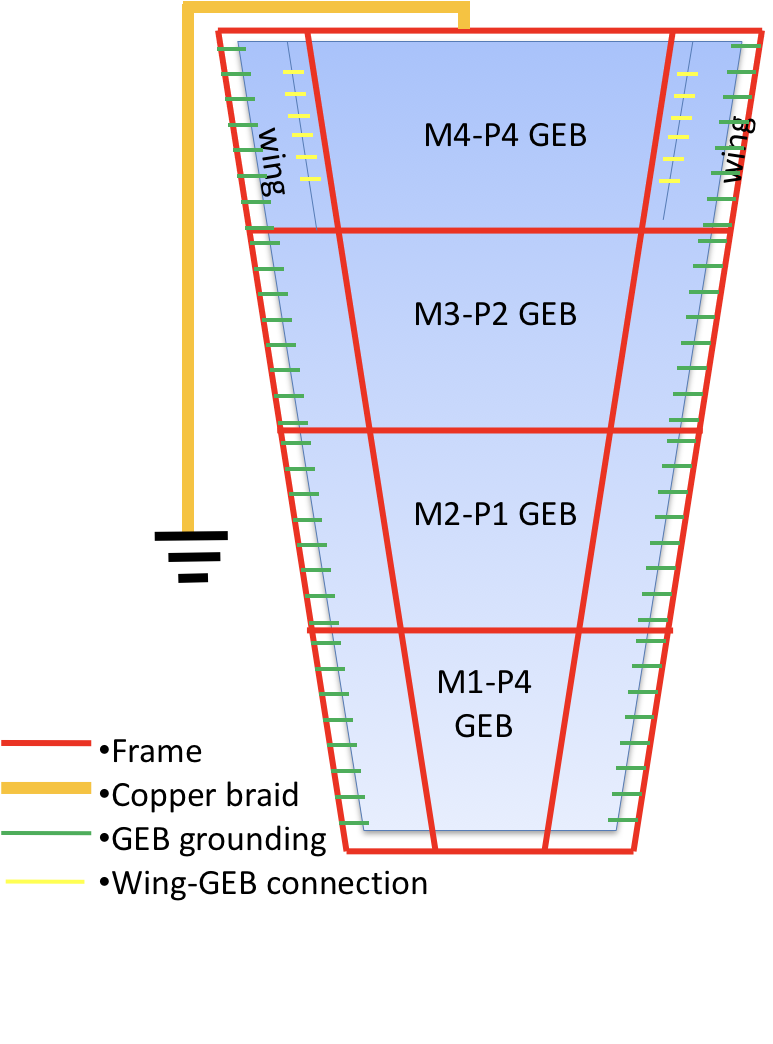 M4-P4 GEB
wing
wing
M3-P2 GEB
M2-P1 GEB
M1-P4
GEB
•Frame
•Copper braid
•GEB grounding
•Wing-GEB connection